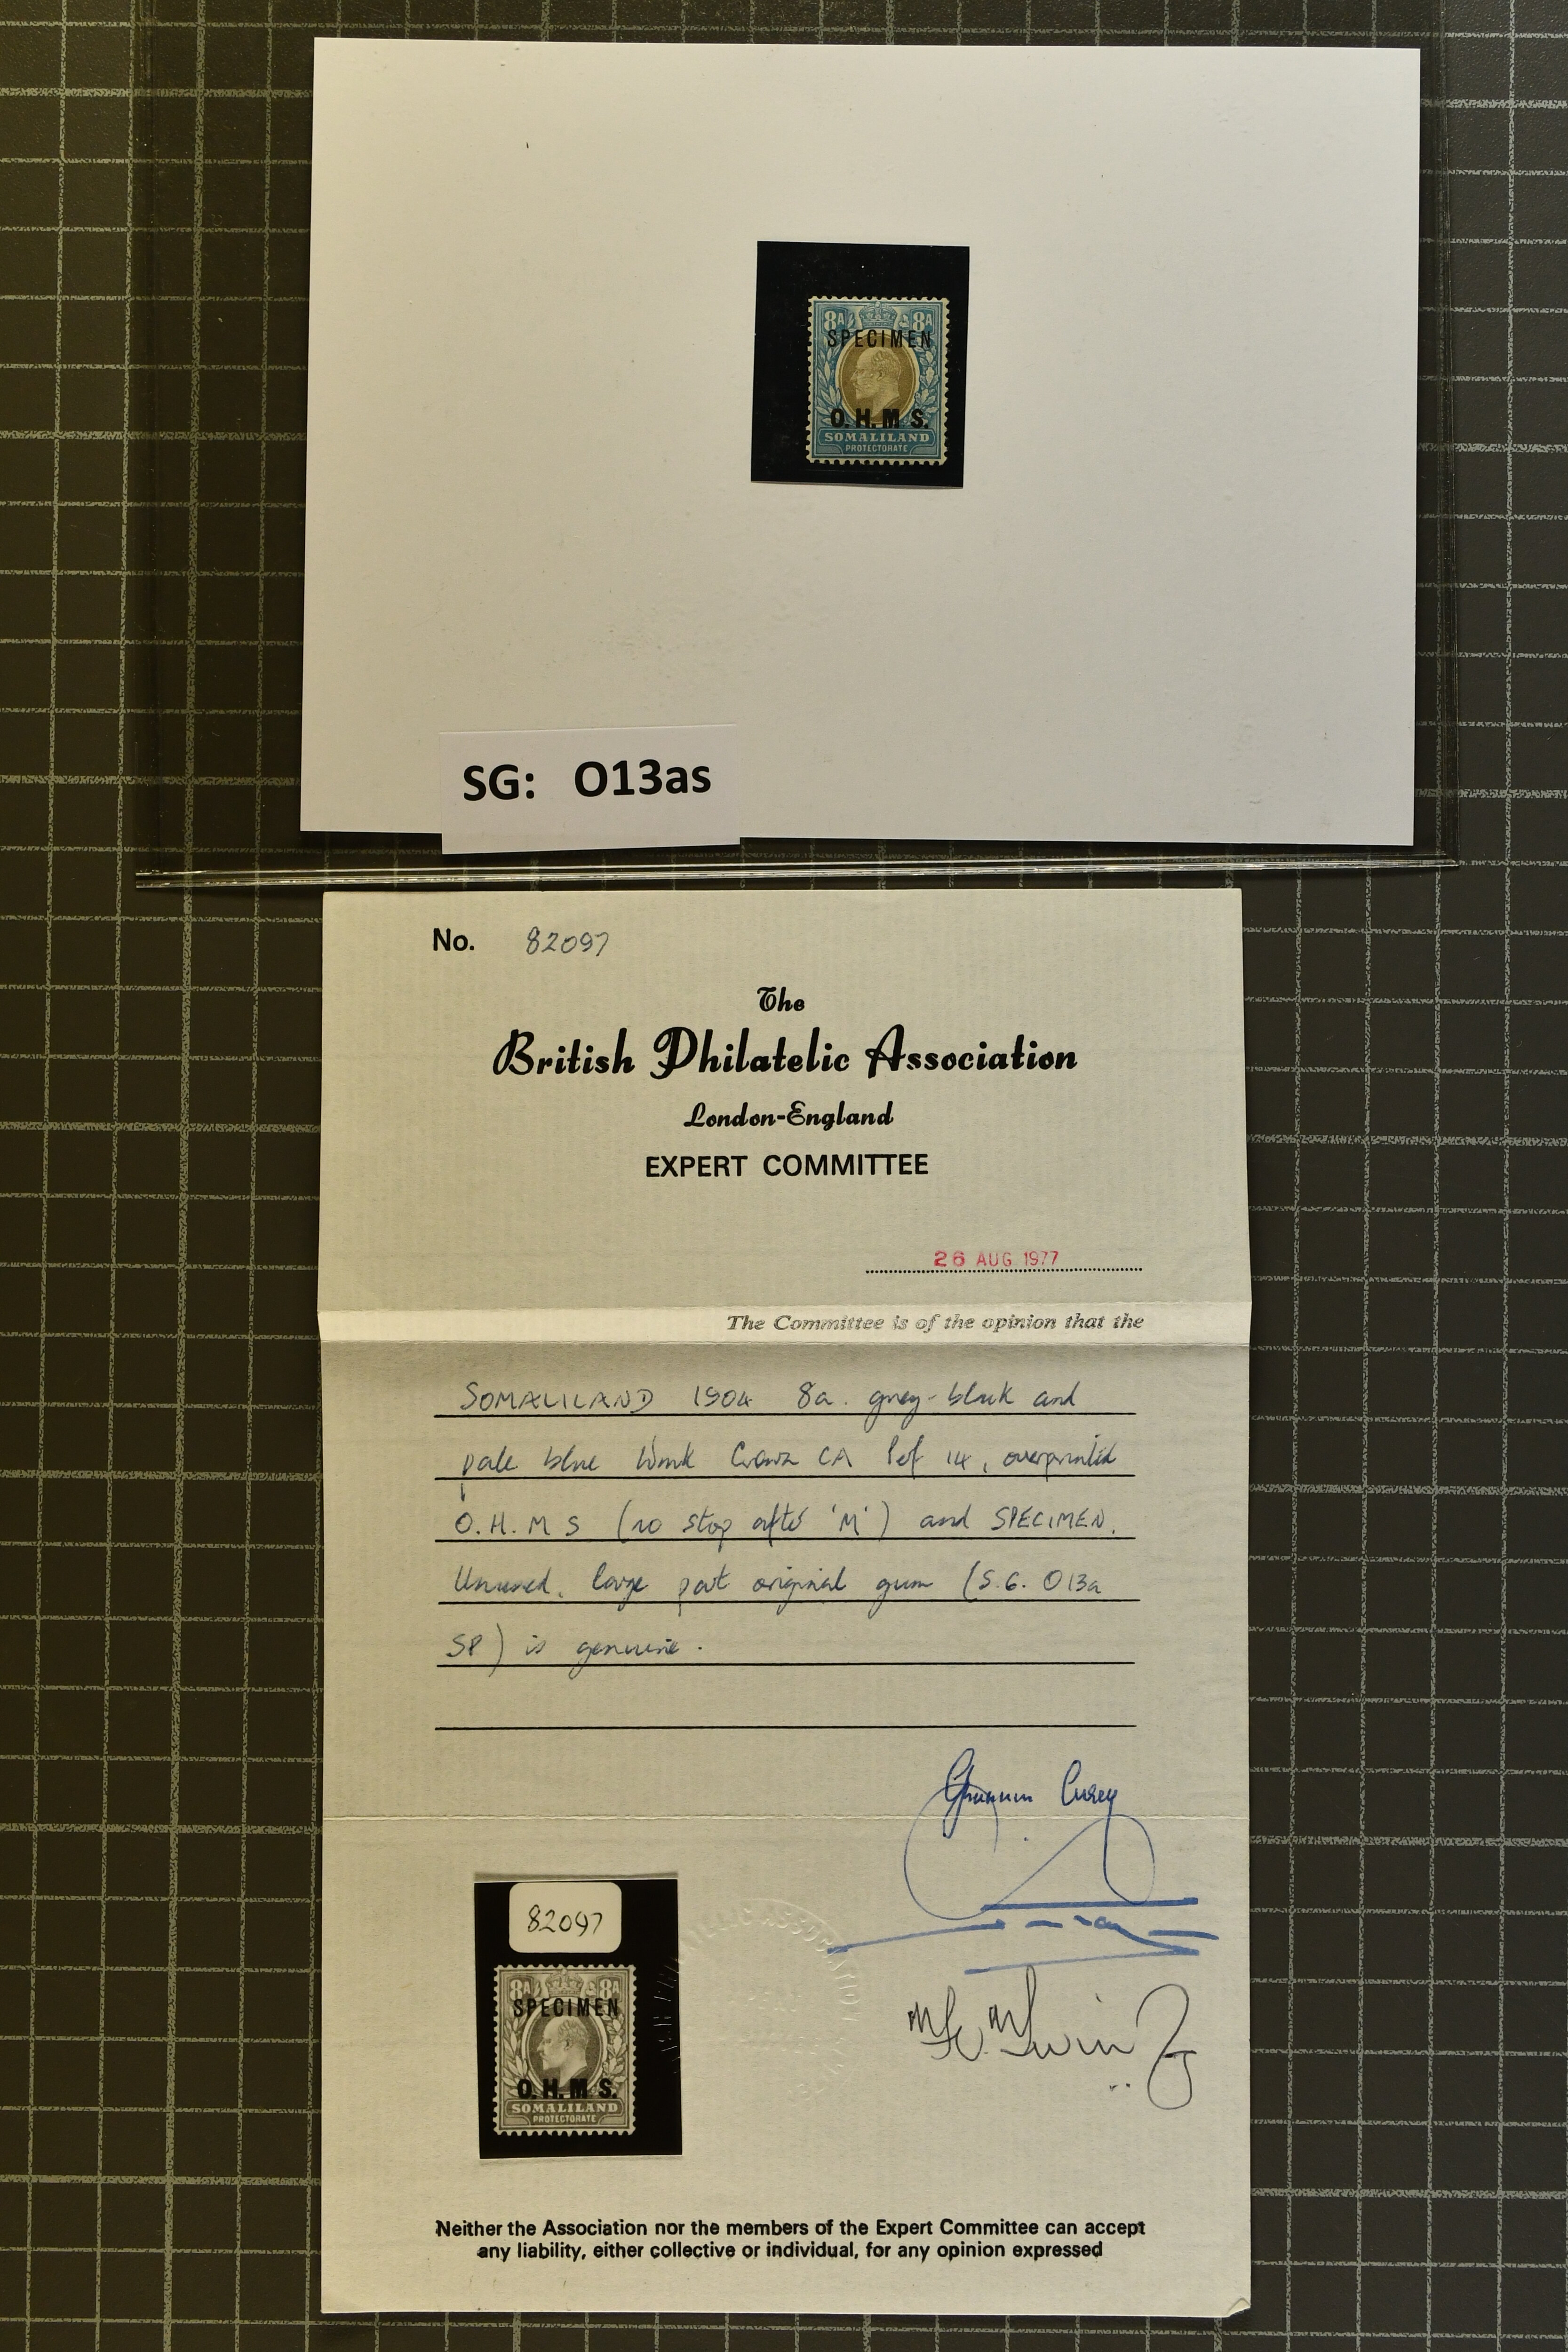 8A 8A
SPECIMEN
O. H. M S.
SOMALILAND
PROTECTORATE
SG: O13as
No. 82097
The
British Philatelic Association
London-England
EXPERT COMMITTEE
26 AUG 1977
The Committee is of the opinion that the
SOMALILAND 1904 8a. grey-black and
pale blue Wmk Crown CA Perf 14, overprinted
O.H.M S (no stop after 'M') and SPECIMEN.
Unused, large part original gum (S.G. O13a
SP) is genuine.
82097
8A 8A
SPECIMEN
O. H. M S.
SOMALILAND
PROTECTORATE
Neither the Association nor the members of the Expert Committee can accept
any liability, either collective or individual, for any opinion expressed